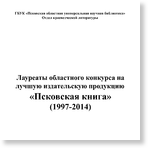 ГБУК «Псковская областная универсальная научная библиотека»
Отдел краеведческой литературы
Лауреаты областного конкурса на
лучшую издательскую продукцию
«Псковская книга»
(1997-2014)